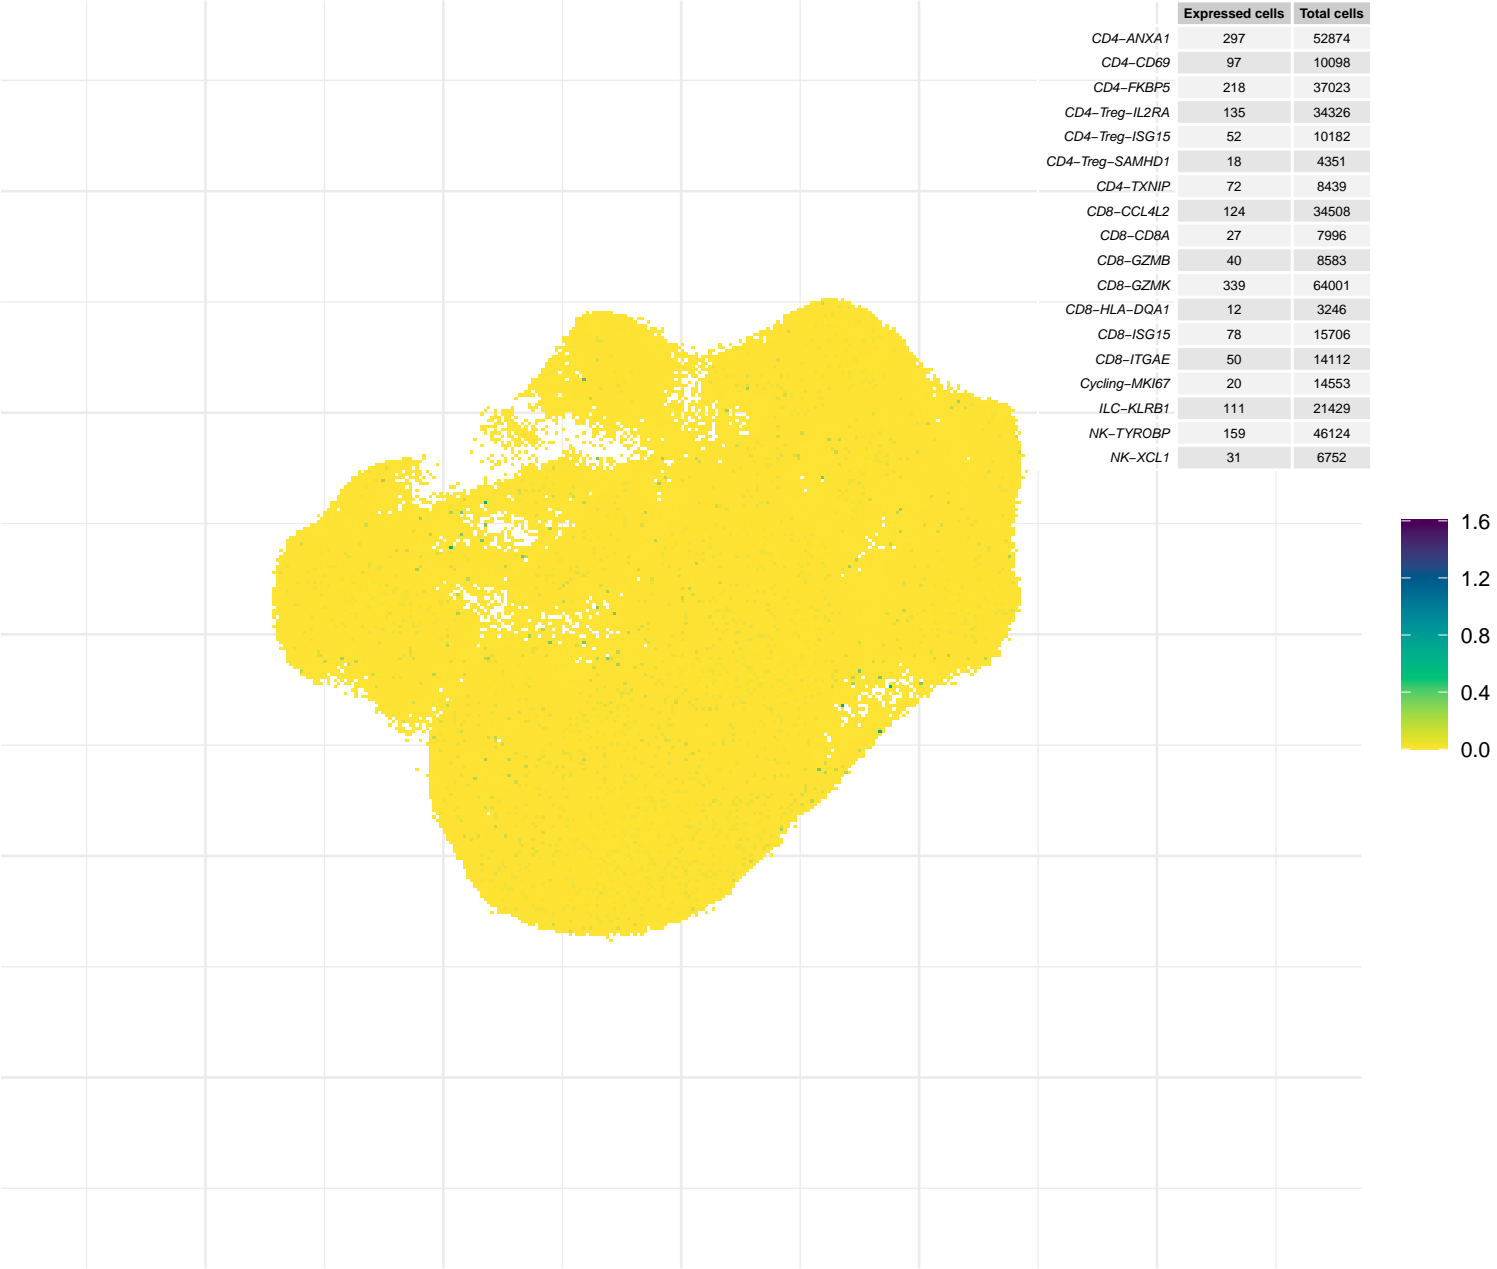 Expressed cells Total cells
CD4−ANXA1 297 52874
CD4−CD69 97 10098
CD4−FKBP5 218 37023
CD4−Treg−IL2RA 135 34326
CD4−Treg−ISG15 52 10182
CD4−Treg−SAMHD1 18 4351
CD4−TXNIP 72 8439
CD8−CCL4L2 124 34508
CD8−CD8A 27 7996
CD8−GZMB 40 8583
CD8−GZMK 339 64001
CD8−HLA−DQA1 12 3246
CD8−ISG15 78 15706
CD8−ITGAE 50 14112
Cycling−MKI67 20 14553
ILC−KLRB1 111 21429
NK−TYROBP 159 46124
NK−XCL1 31 6752
1.6
1.2
0.8
0.4
0.0